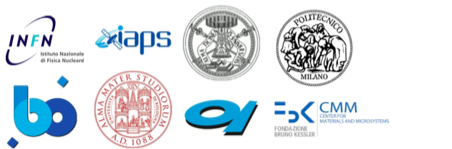 INFN
Istituto Nazionale
di Fisica Nucleare
iaps
POLITECNICO
MILANO
ALMA MATER STUDIORUM
A.D. 1088
FBK
FONDAZIONE
BRUNO KESSLER
CMM
CENTER FOR
MATERIALS AND MICROSYSTEMS